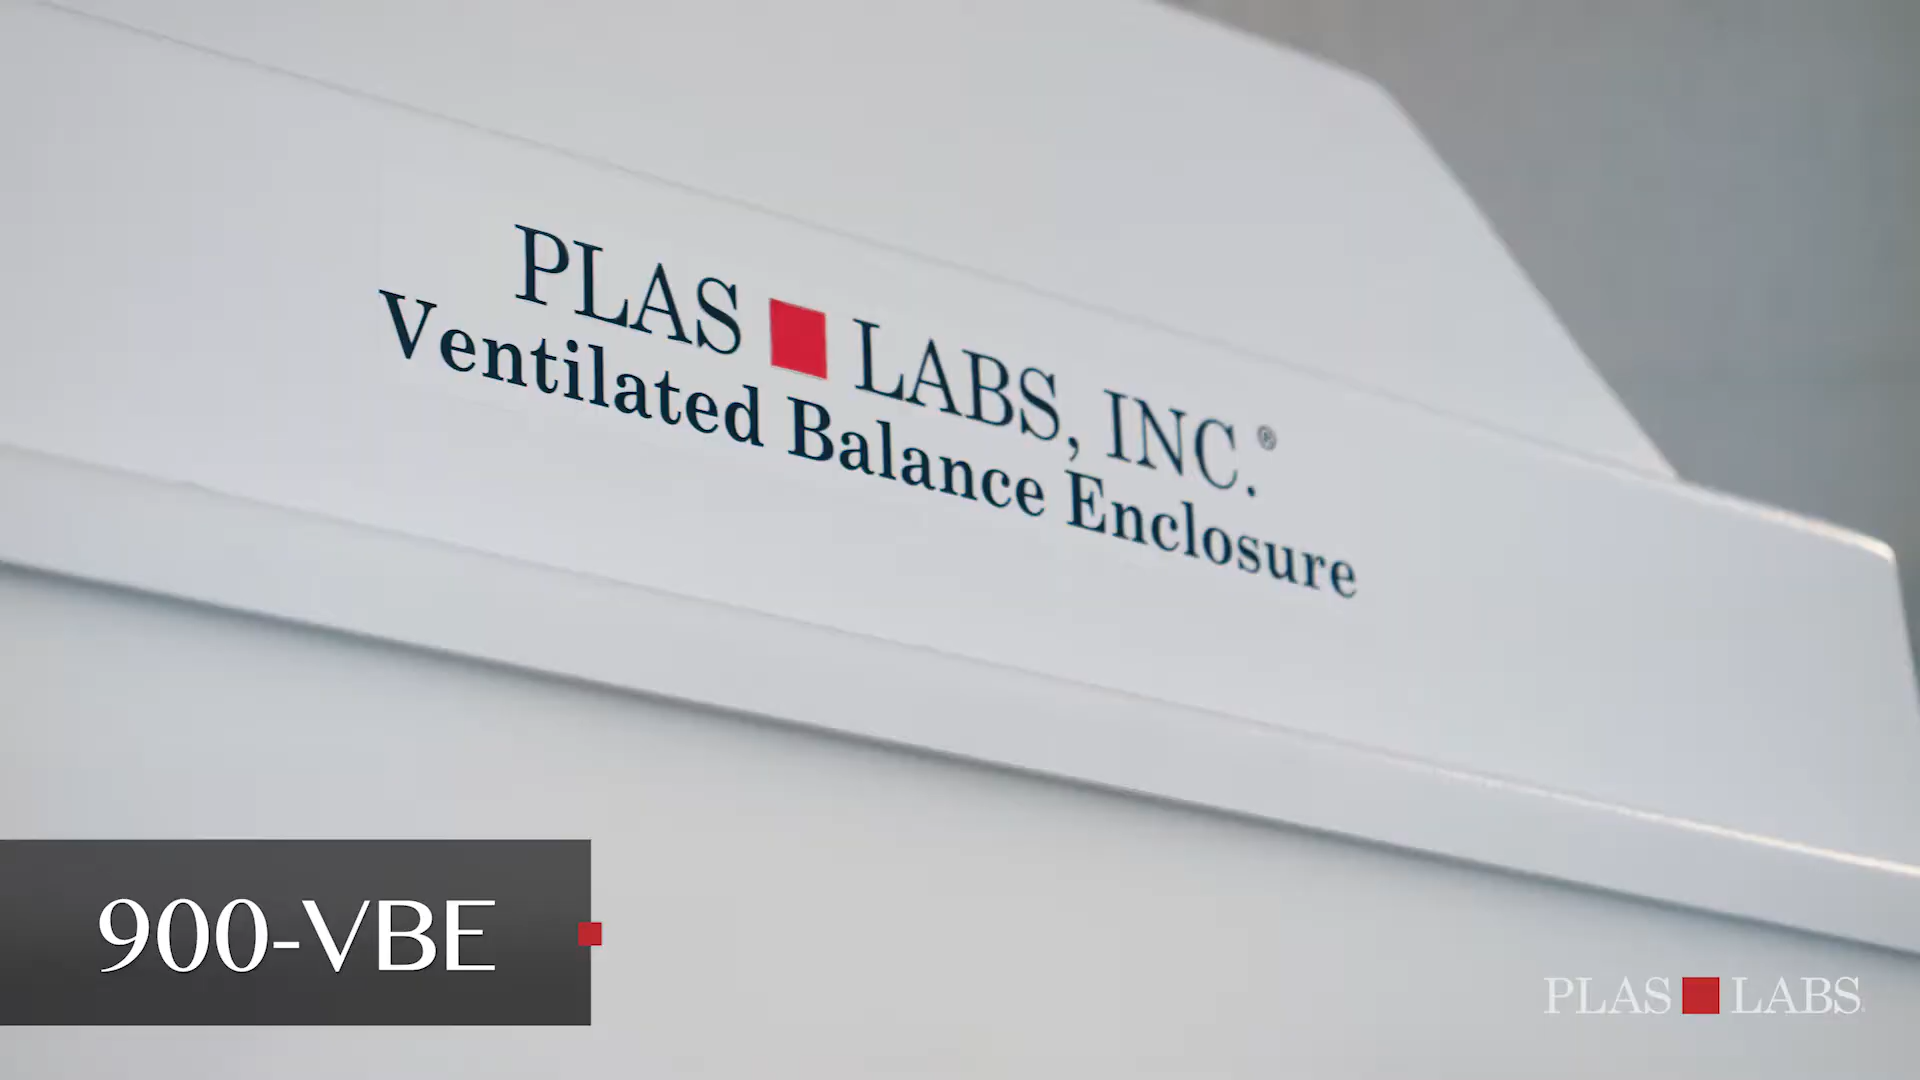 PLAS LABS, INC.®
Ventilated Balance Enclosure
900-VBE
PLAS LABS